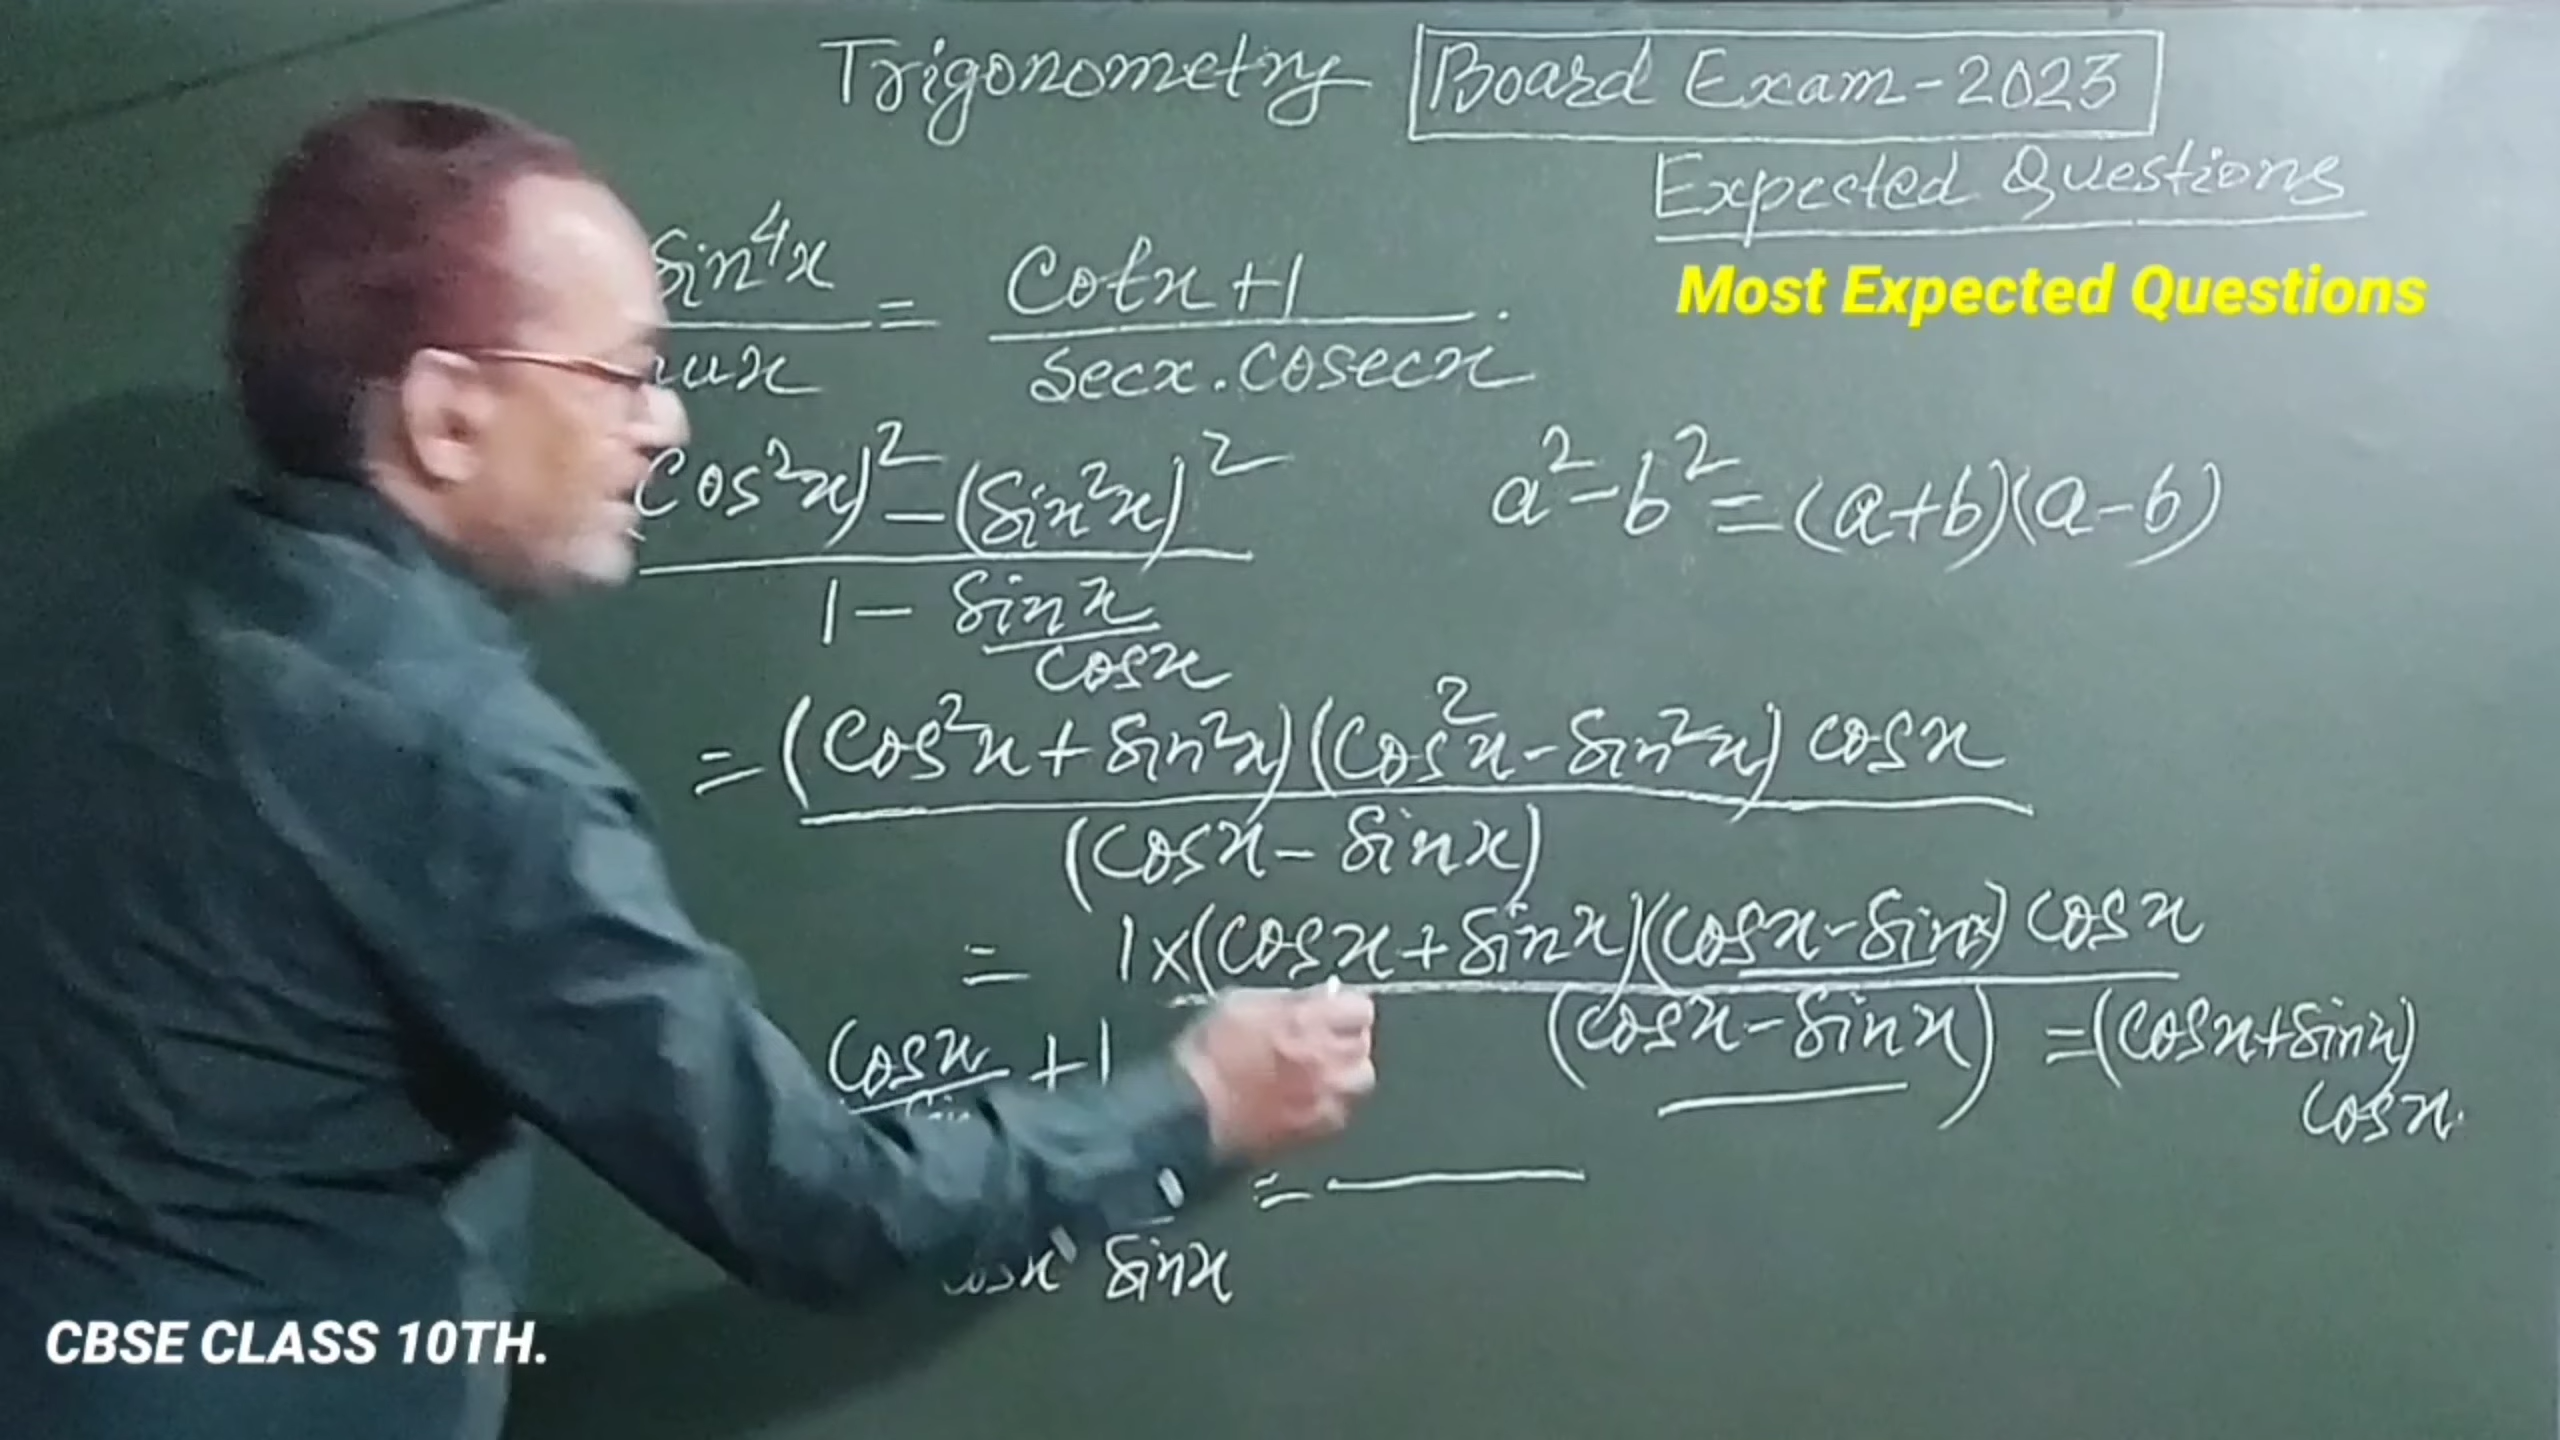 Trigonometry Board Exam-2023
Expected Questions
Most Expected Questions
Sin⁴x = Cotx + 1
secx . cosecx
Cos²x)² - (Sin²x)²
a² - b² = (a+b)(a-b)
1 - Sinx
cosx
= (Cos²x + Sin²x)(Cos²x - Sin²x) cosx
(Cosx - Sinx)
= 1x(Cosx + Sinx)(Cosx - Sinx) cosx
(Cosx - Sinx) = (Cosx + Sinx)
cosx.
Cosx + 1
=
Sinx
CBSE CLASS 10TH.